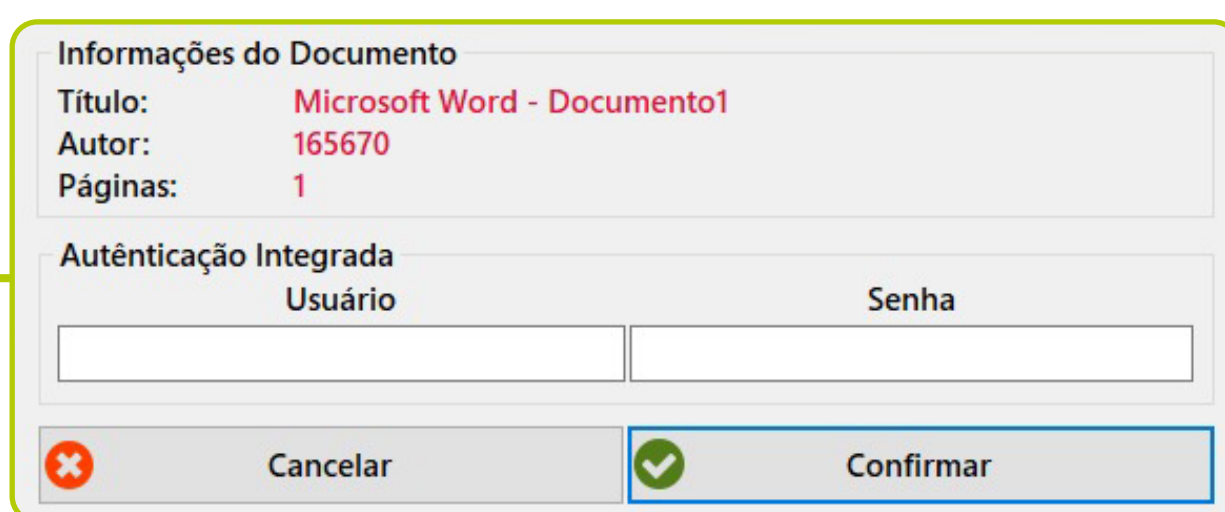 Informações do Documento
Título: Microsoft Word - Documento1
Autor: 165670
Páginas: 1
Autênticação Integrada
Usuário Senha
Cancelar Confirmar